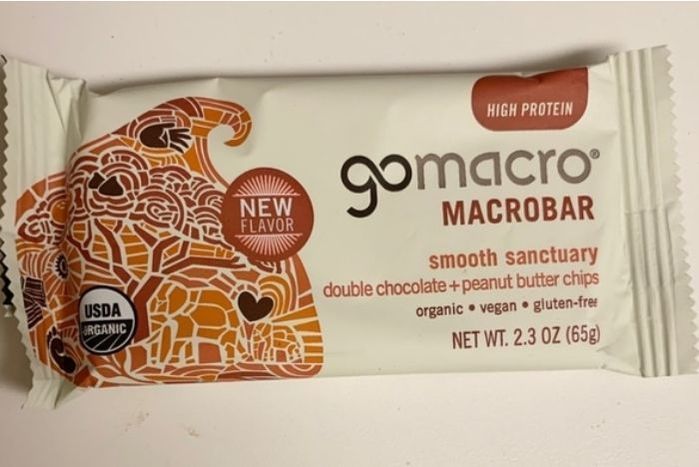 HIGH PROTEIN
gomacro®
MACROBAR
NEW
FLAVOR
smooth sanctuary
double chocolate + peanut butter chips
organic • vegan • gluten-free
NET WT. 2.3 OZ (65g)
USDA
ORGANIC